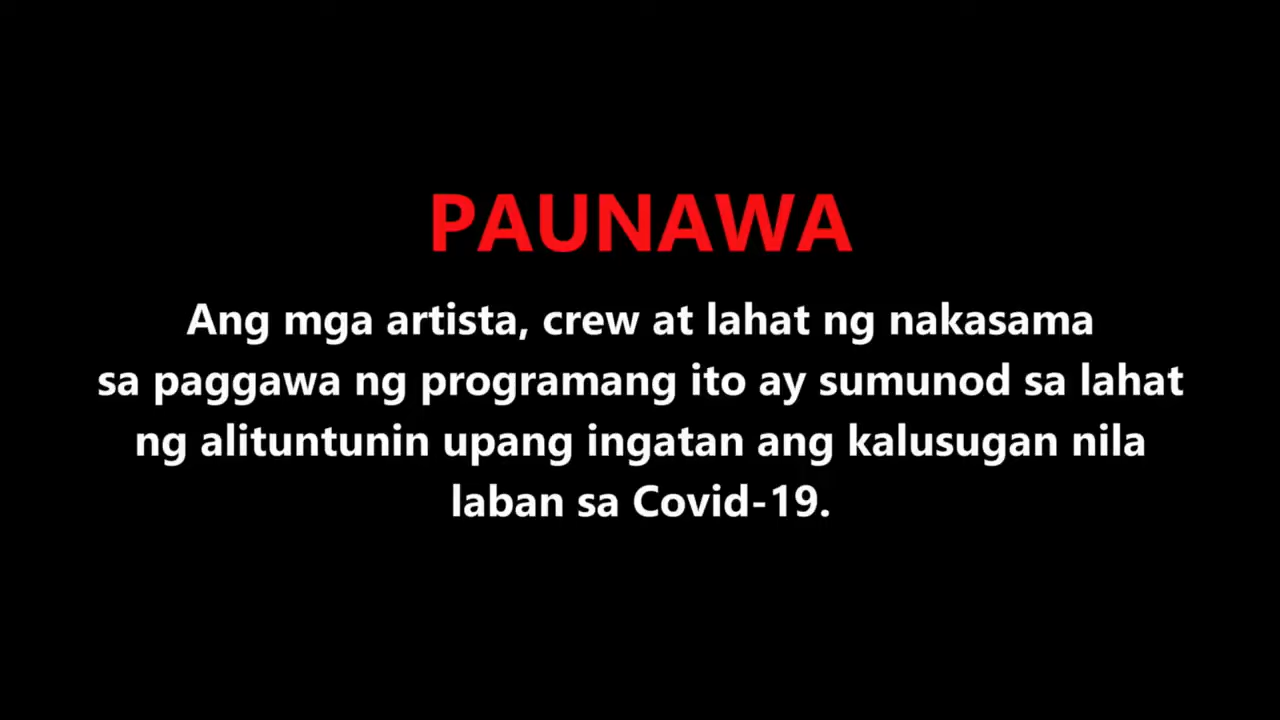 PAUNAWA
Ang mga artista, crew at lahat ng nakasama
sa paggawa ng programang ito ay sumunod sa lahat
ng alituntunin upang ingatan ang kalusugan nila
laban sa Covid-19.